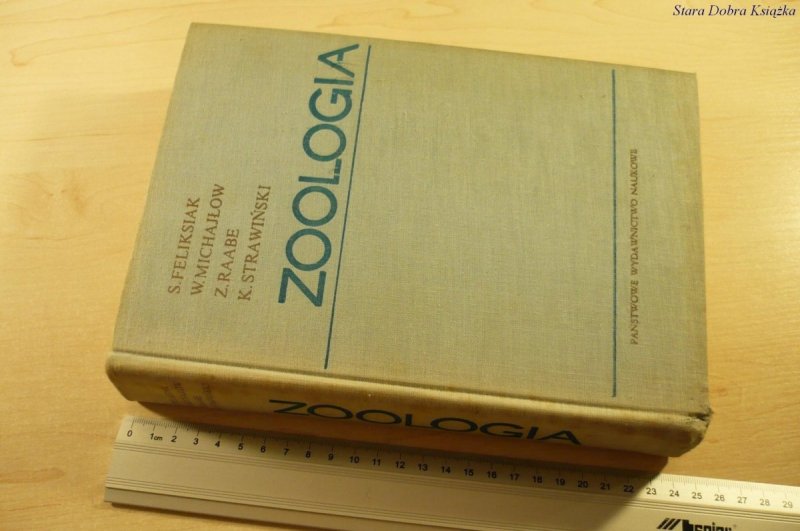 Stara Dobra Książka
S. FELIKSIAK
W. MICHAJŁOW
Z. RAABE
K. STRAWIŃSKI
ZOOLOGIA
PAŃSTWOWE WYDAWNICTWO NAUKOWE
ZOOLOGIA
0 1cm 2 3 4 5 6 7 8 9 10 11 12 13 14 15 16 17 18 19 20 21 22 23 24 25 26 27 28 29